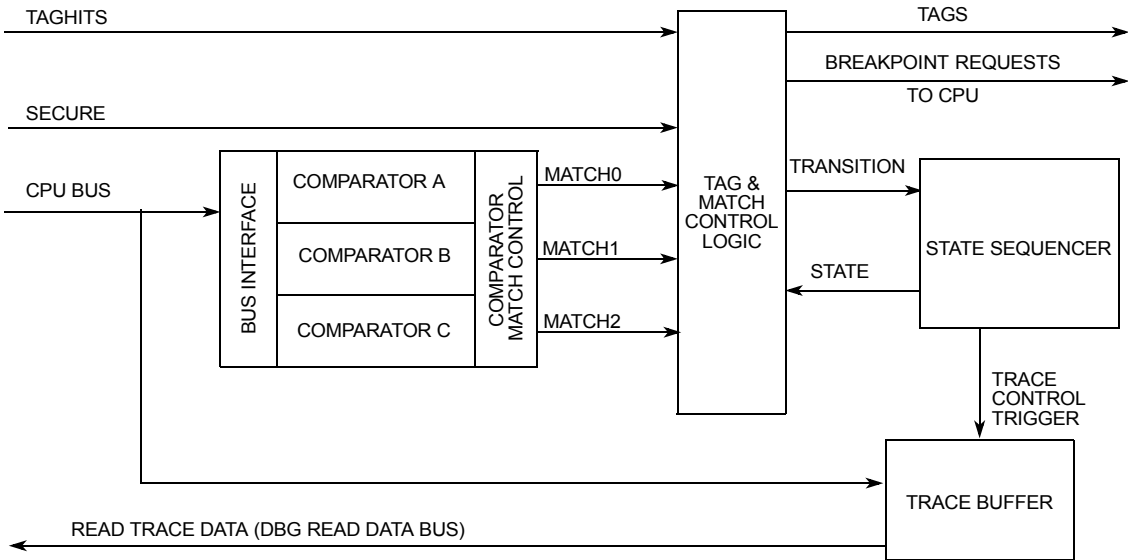 TAGHITS
TAGS
BREAKPOINT REQUESTS
TO CPU
SECURE
CPU BUS
BUS INTERFACE
COMPARATOR A
COMPARATOR B
COMPARATOR C
COMPARATOR
MATCH CONTROL
MATCH0
MATCH1
MATCH2
TAG &
MATCH
CONTROL
LOGIC
TRANSITION
STATE
STATE SEQUENCER
TRACE
CONTROL
TRIGGER
TRACE BUFFER
READ TRACE DATA (DBG READ DATA BUS)